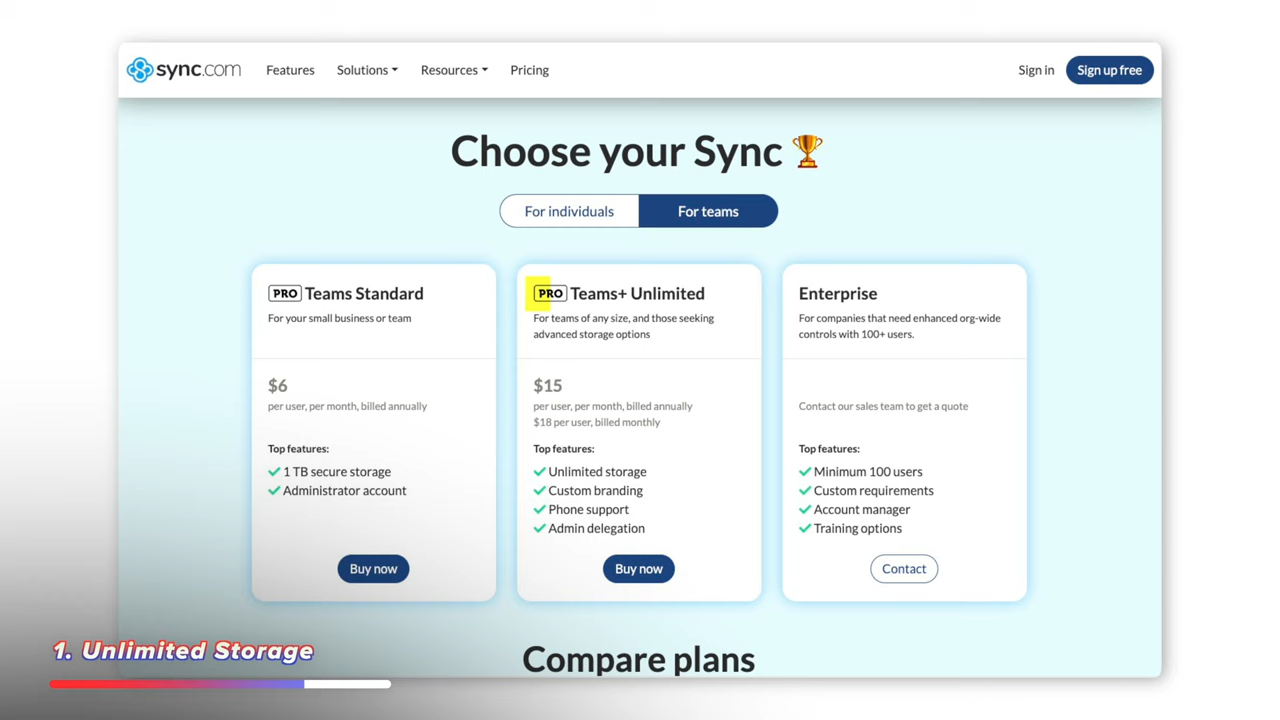 sync.com
Features
Solutions
Resources
Pricing
Sign in
Sign up free
Choose your Sync
For individuals
For teams
PRO Teams Standard
For your small business or team
$6
per user, per month, billed annually
Top features:
1 TB secure storage
Administrator account
Buy now
PRO Teams+ Unlimited
For teams of any size, and those seeking
advanced storage options
$15
per user, per month, billed annually
$18 per user, billed monthly
Top features:
Unlimited storage
Custom branding
Phone support
Admin delegation
Buy now
Enterprise
For companies that need enhanced org-wide
controls with 100+ users.
Contact our sales team to get a quote
Top features:
Minimum 100 users
Custom requirements
Account manager
Training options
Contact
Compare plans
1. Unlimited Storage